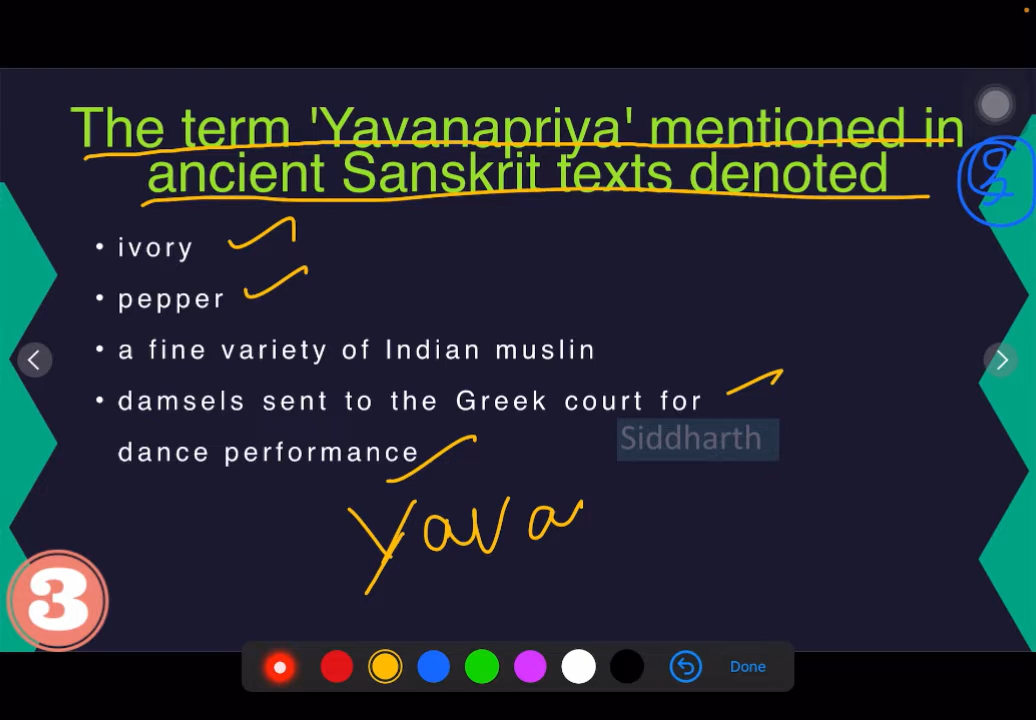 The term 'Yavanapriya' mentioned in
ancient Sanskrit texts denoted
• ivory
• pepper
• a fine variety of Indian muslin
• damsels sent to the Greek court for
dance performance
Siddharth
Yava
3
Done